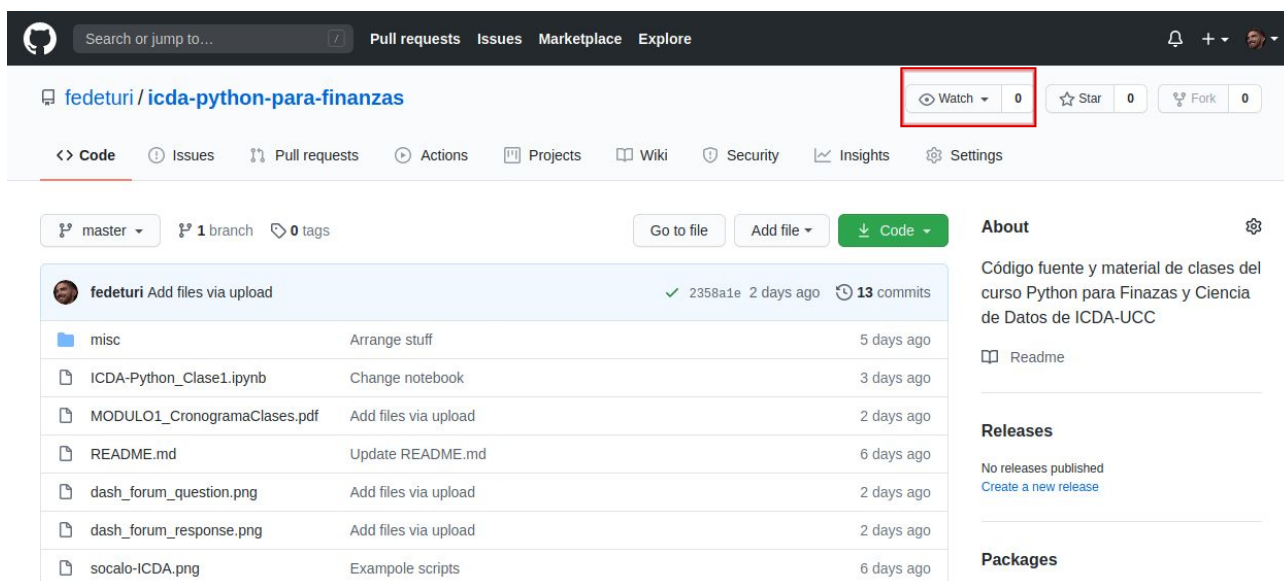 Search or jump to... /
Pull requests Issues Marketplace Explore
fedeturi / icda-python-para-finanzas
Watch 0 Star 0 Fork 0
Code Issues Pull requests Actions Projects Wiki Security Insights Settings
master 1 branch 0 tags Go to file Add file Code
fedeturi Add files via upload 2358a1e 2 days ago 13 commits
misc Arrange stuff 5 days ago
ICDA-Python_Clase1.ipynb Change notebook 3 days ago
MODULO1_CronogramaClases.pdf Add files via upload 2 days ago
README.md Update README.md 6 days ago
dash_forum_question.png Add files via upload 2 days ago
dash_forum_response.png Add files via upload 2 days ago
socalo-ICDA.png Exampole scripts 6 days ago
About
Código fuente y material de clases del
curso Python para Finazas y Ciencia
de Datos de ICDA-UCC
Readme
Releases
No releases published
Create a new release
Packages